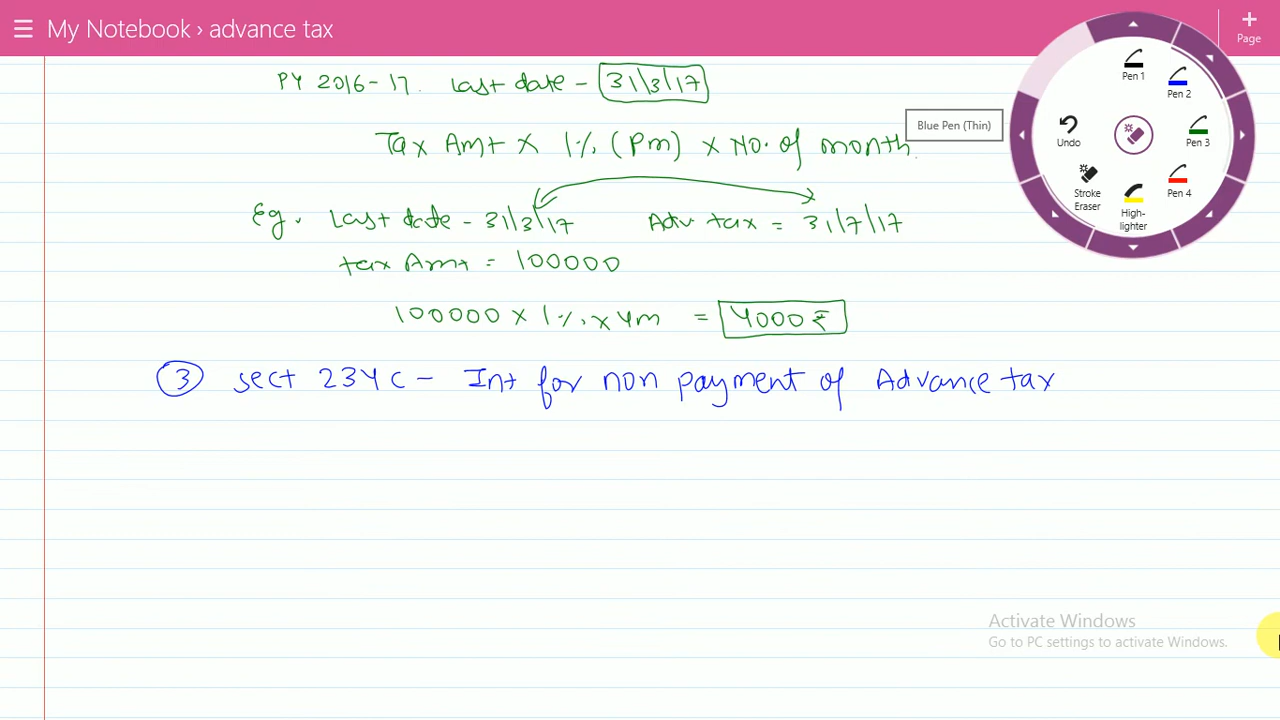 My Notebook › advance tax
Page
PY 2016-17. Last date - 31/3/17
Pen 1
Pen 2
Blue Pen (Thin)
Undo
Pen 3
Tax Amt x 1% (Pm) x No. of month.
Stroke Eraser
Pen 4
High-lighter
Eg. Last date - 31/3/17 Adv tax = 31/7/17
tax Amt = 100000
100000 x 1% x 4m = 4000 ₹
3 sect 234C - Int for non payment of Advance tax
Activate Windows
Go to PC settings to activate Windows.